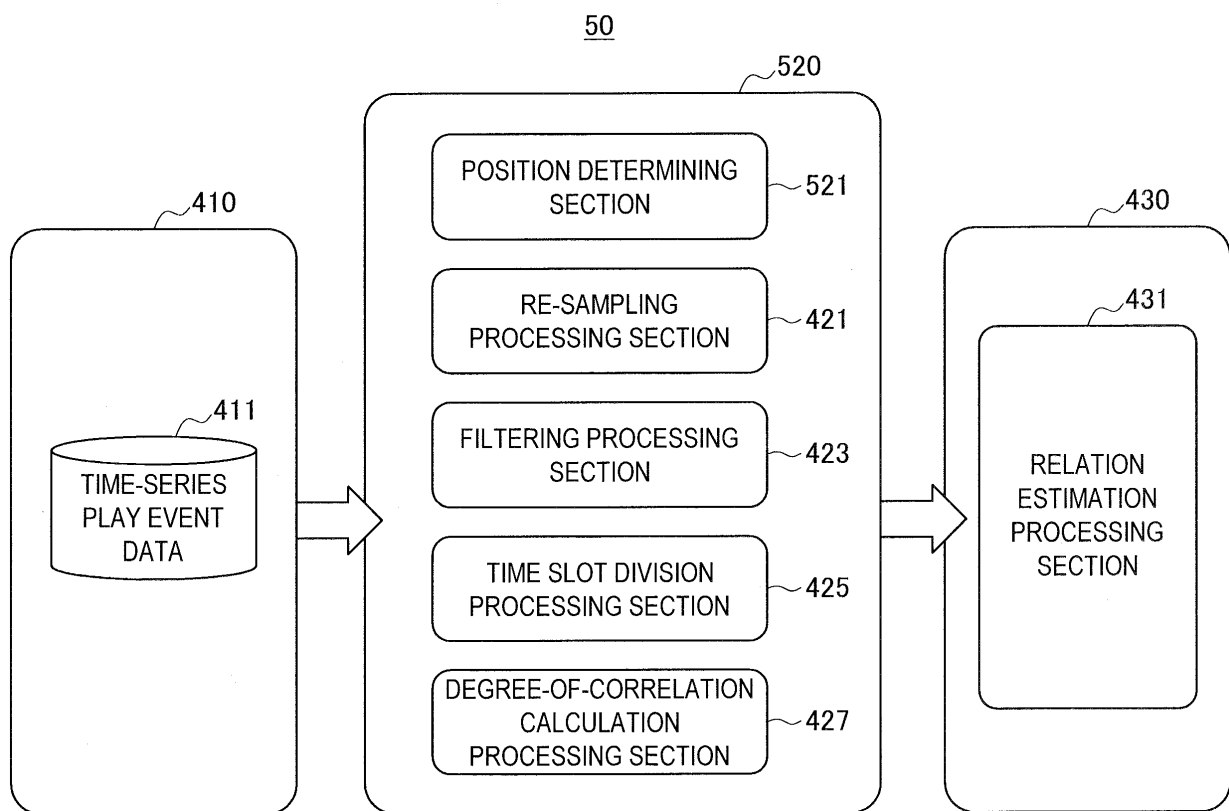 50
520
POSITION DETERMINING
SECTION
521
410
430
RE-SAMPLING
PROCESSING SECTION
421
431
411
TIME-SERIES
PLAY EVENT
DATA
FILTERING PROCESSING
SECTION
423
RELATION
ESTIMATION
PROCESSING
SECTION
TIME SLOT DIVISION
PROCESSING SECTION
425
DEGREE-OF-CORRELATION
CALCULATION
PROCESSING SECTION
427